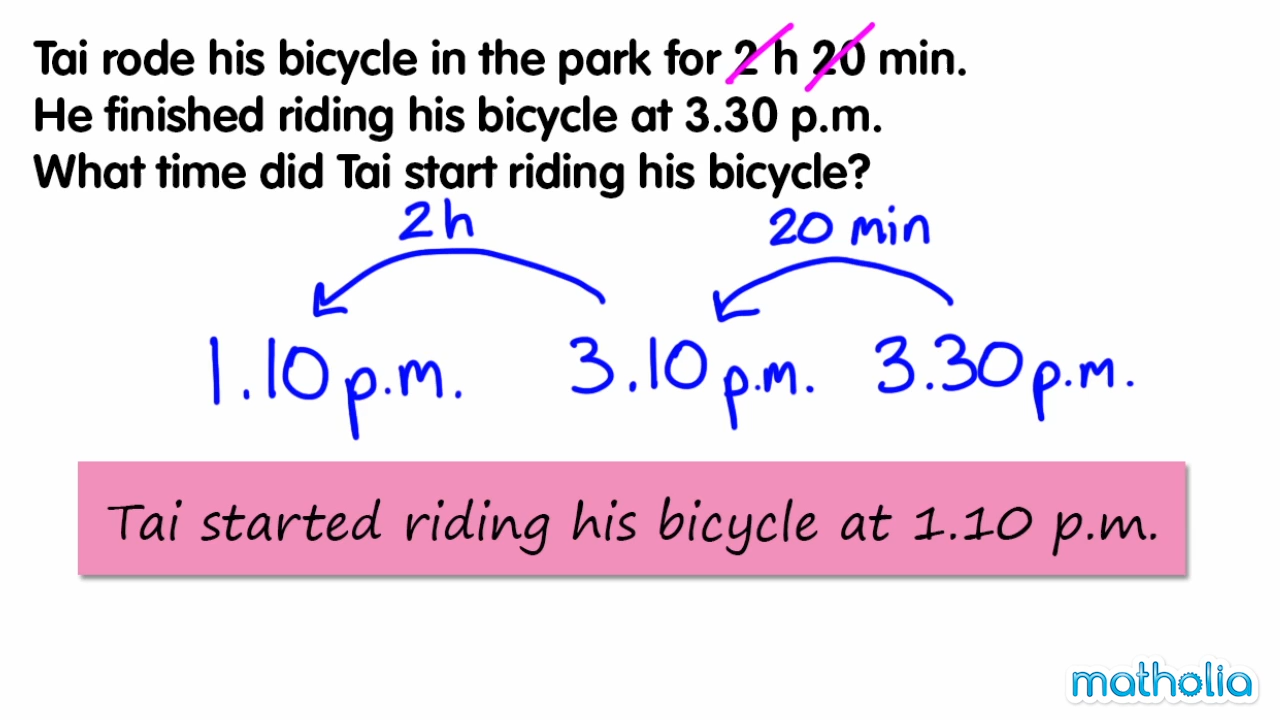 Tai rode his bicycle in the park for 2 h 20 min.
He finished riding his bicycle at 3.30 p.m.
What time did Tai start riding his bicycle?
2 h 20 min
1.10 p.m. 3.10 p.m. 3.30 p.m.
Tai started riding his bicycle at 1.10 p.m.
matholia